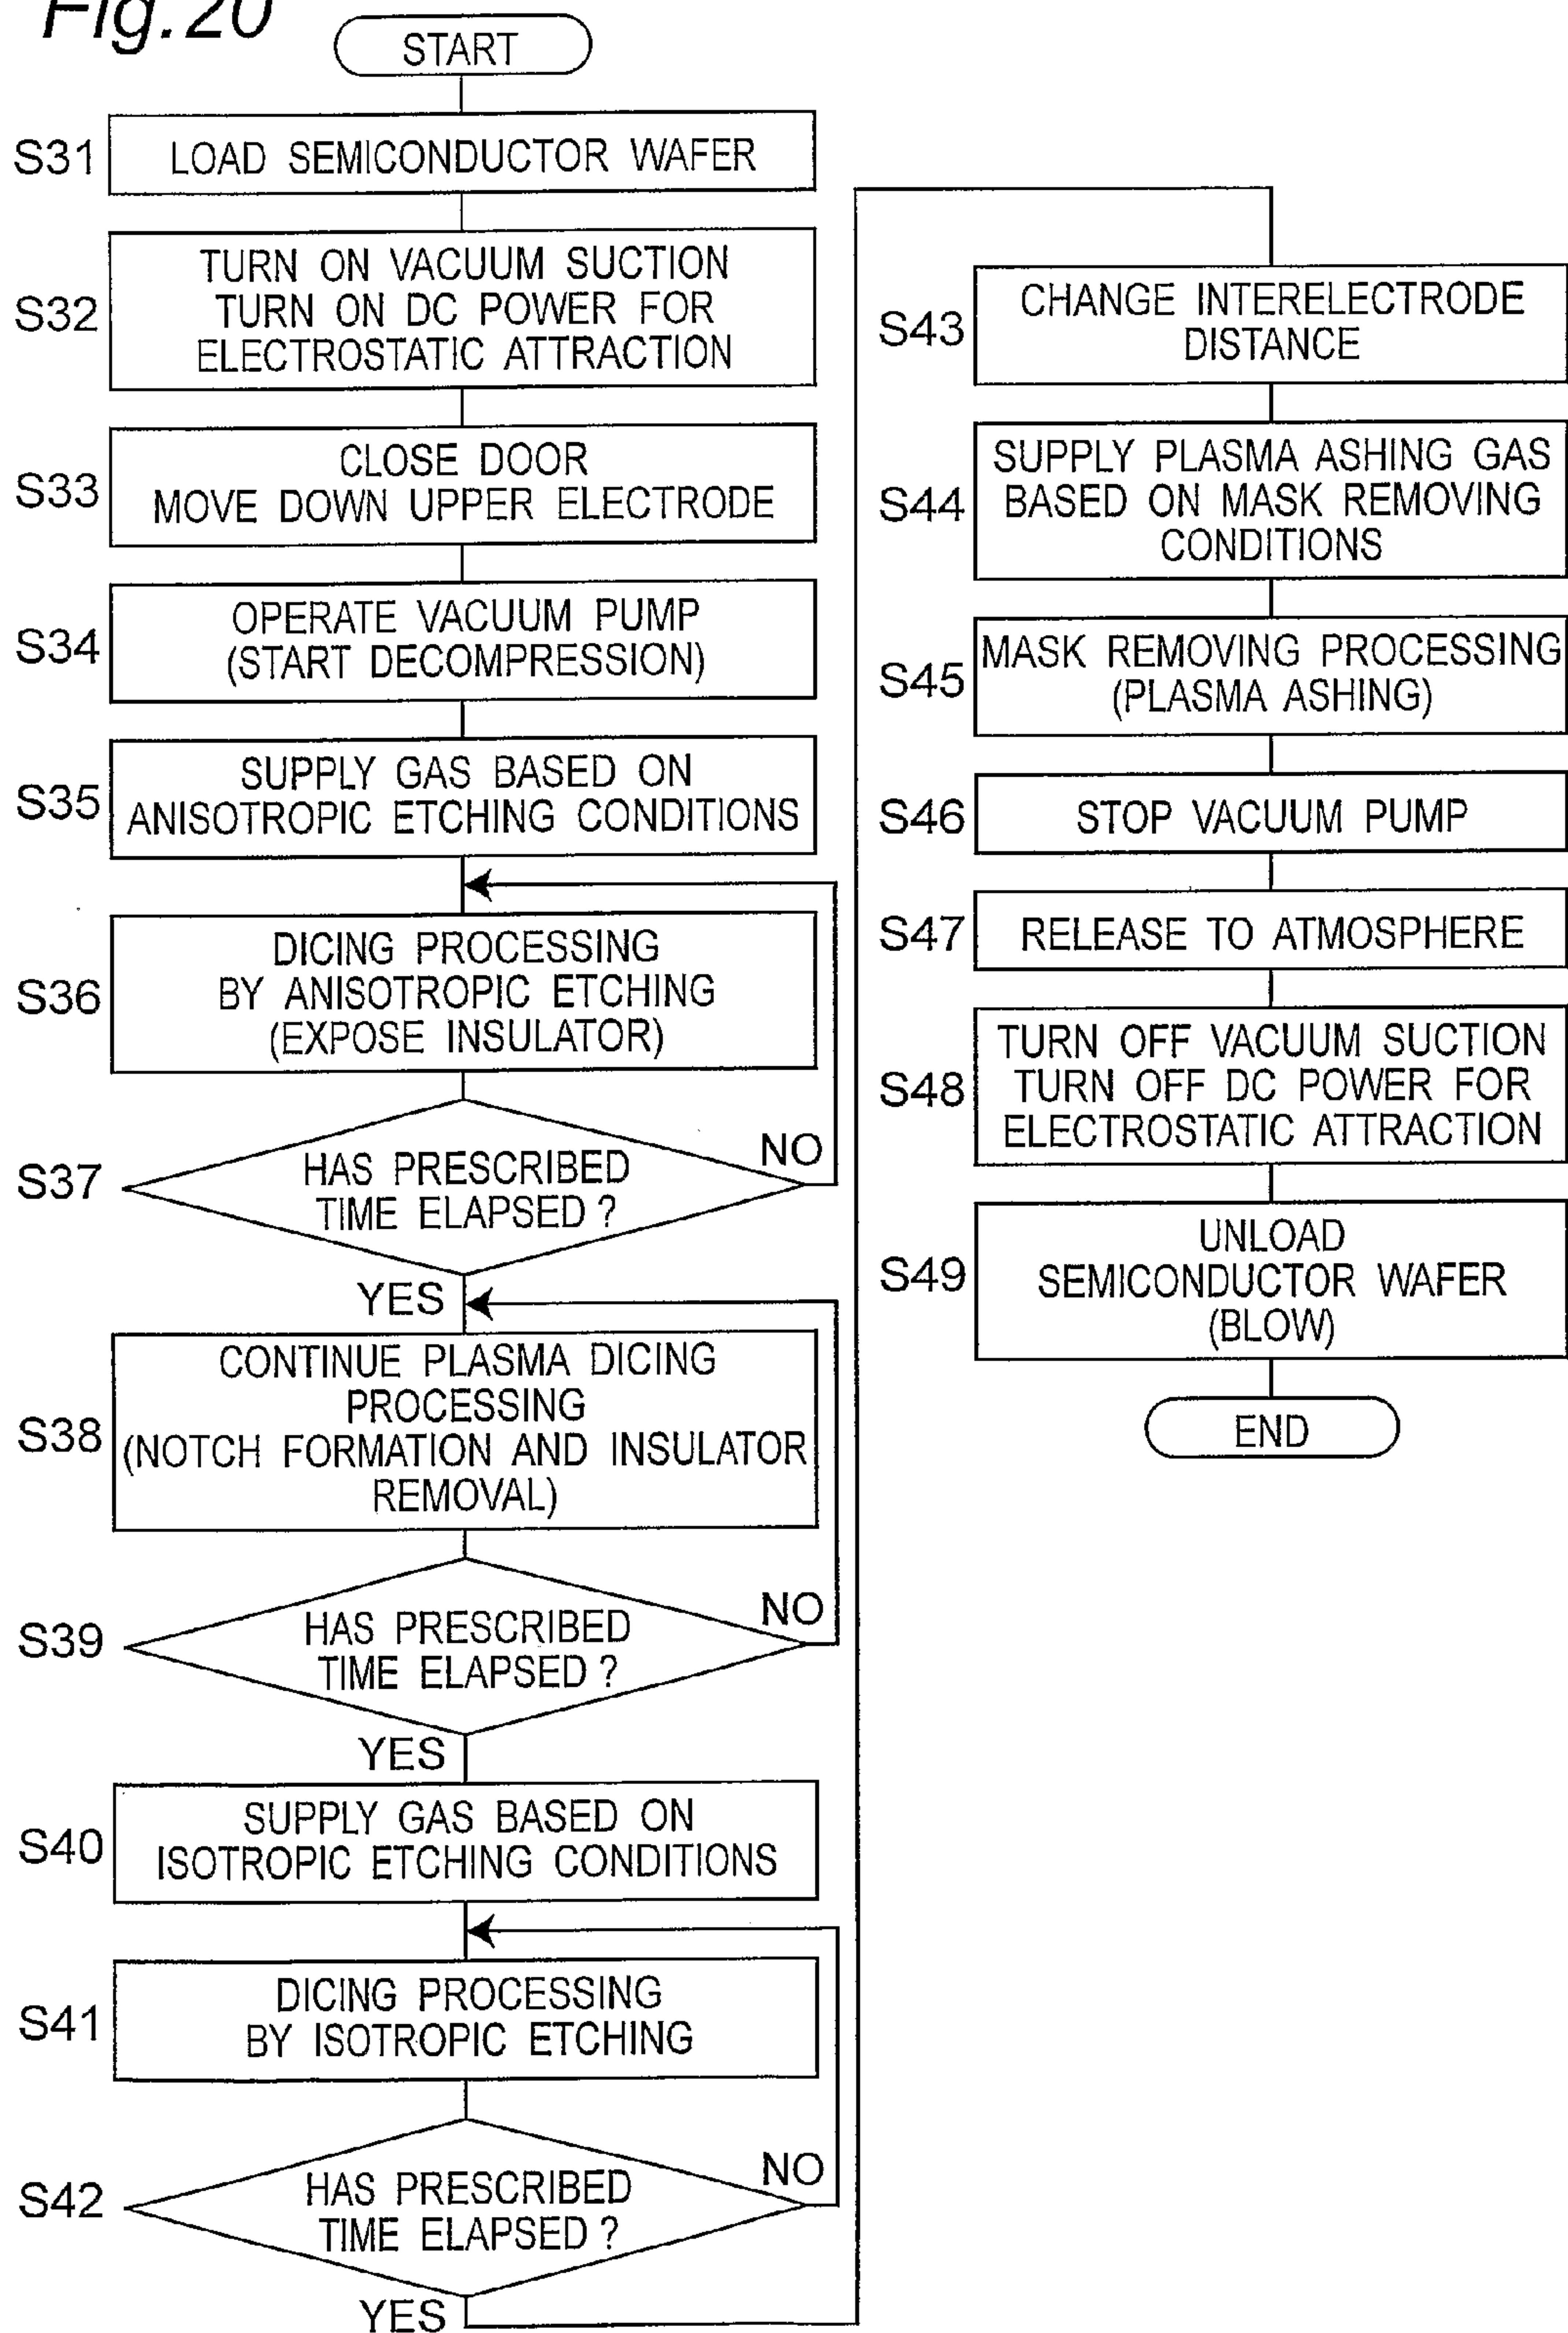 Fig.20
START
S31
LOAD SEMICONDUCTOR WAFER
S32
TURN ON VACUUM SUCTION
TURN ON DC POWER FOR
ELECTROSTATIC ATTRACTION
S33
CLOSE DOOR
MOVE DOWN UPPER ELECTRODE
S34
OPERATE VACUUM PUMP
(START DECOMPRESSION)
S35
SUPPLY GAS BASED ON
ANISOTROPIC ETCHING CONDITIONS
S36
DICING PROCESSING
BY ANISOTROPIC ETCHING
(EXPOSE INSULATOR)
S37
HAS PRESCRIBED
TIME ELAPSED ?
NO
YES
S38
CONTINUE PLASMA DICING
PROCESSING
(NOTCH FORMATION AND INSULATOR
REMOVAL)
S39
HAS PRESCRIBED
TIME ELAPSED ?
NO
YES
S40
SUPPLY GAS BASED ON
ISOTROPIC ETCHING CONDITIONS
S41
DICING PROCESSING
BY ISOTROPIC ETCHING
S42
HAS PRESCRIBED
TIME ELAPSED ?
NO
YES
S43
CHANGE INTERELECTRODE
DISTANCE
S44
SUPPLY PLASMA ASHING GAS
BASED ON MASK REMOVING
CONDITIONS
S45
MASK REMOVING PROCESSING
(PLASMA ASHING)
S46
STOP VACUUM PUMP
S47
RELEASE TO ATMOSPHERE
S48
TURN OFF VACUUM SUCTION
TURN OFF DC POWER FOR
ELECTROSTATIC ATTRACTION
S49
UNLOAD
SEMICONDUCTOR WAFER
(BLOW)
END